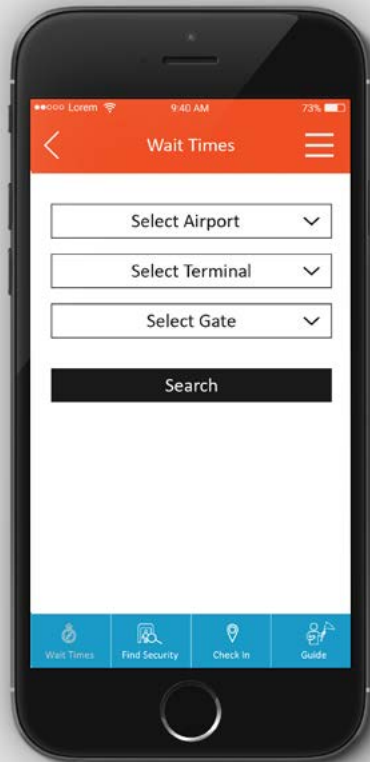 Lorem 9:40 AM 73%
Wait Times
Select Airport
Select Terminal
Select Gate
Search
Wait Times Find Security Check In Guide